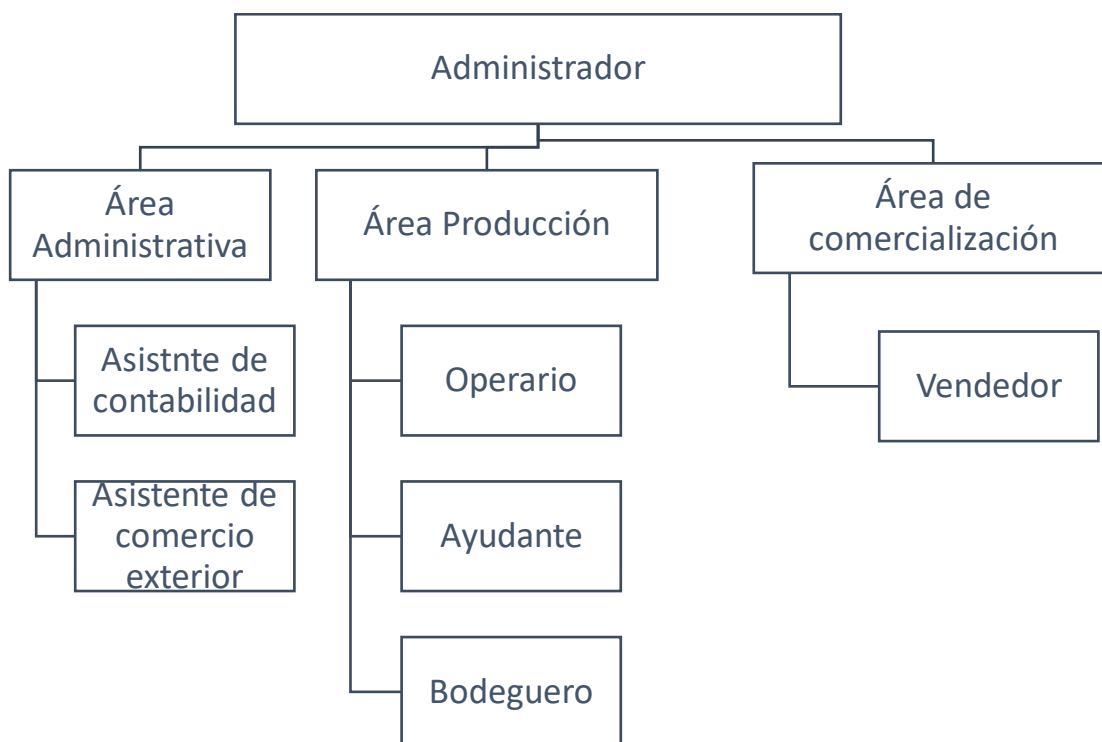 Administrador
Área
Administrativa
Área Producción
Área de
comercialización
Asistnte de
contabilidad
Operario
Vendedor
Asistente de
comercio
exterior
Ayudante
Bodeguero